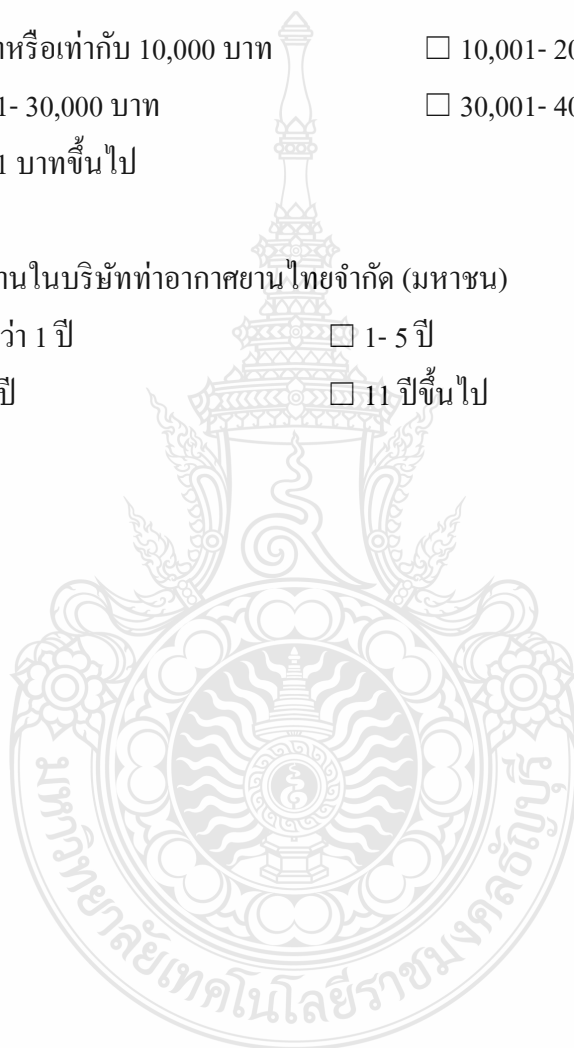 าหรือเท่ากับ 10,000 บาท □ 10,001- 20
1- 30,000 บาท □ 30,001- 40
1 บาทขึ้นไป
านในบริษัทท่าอากาศยานไทยจำกัด (มหาชน)
ว่า 1 ปี □ 1- 5 ปี
ปี □ 11 ปีขึ้นไป
มหาวิทยาลัยเทคโนโลยีราชมงคลธัญบุรี